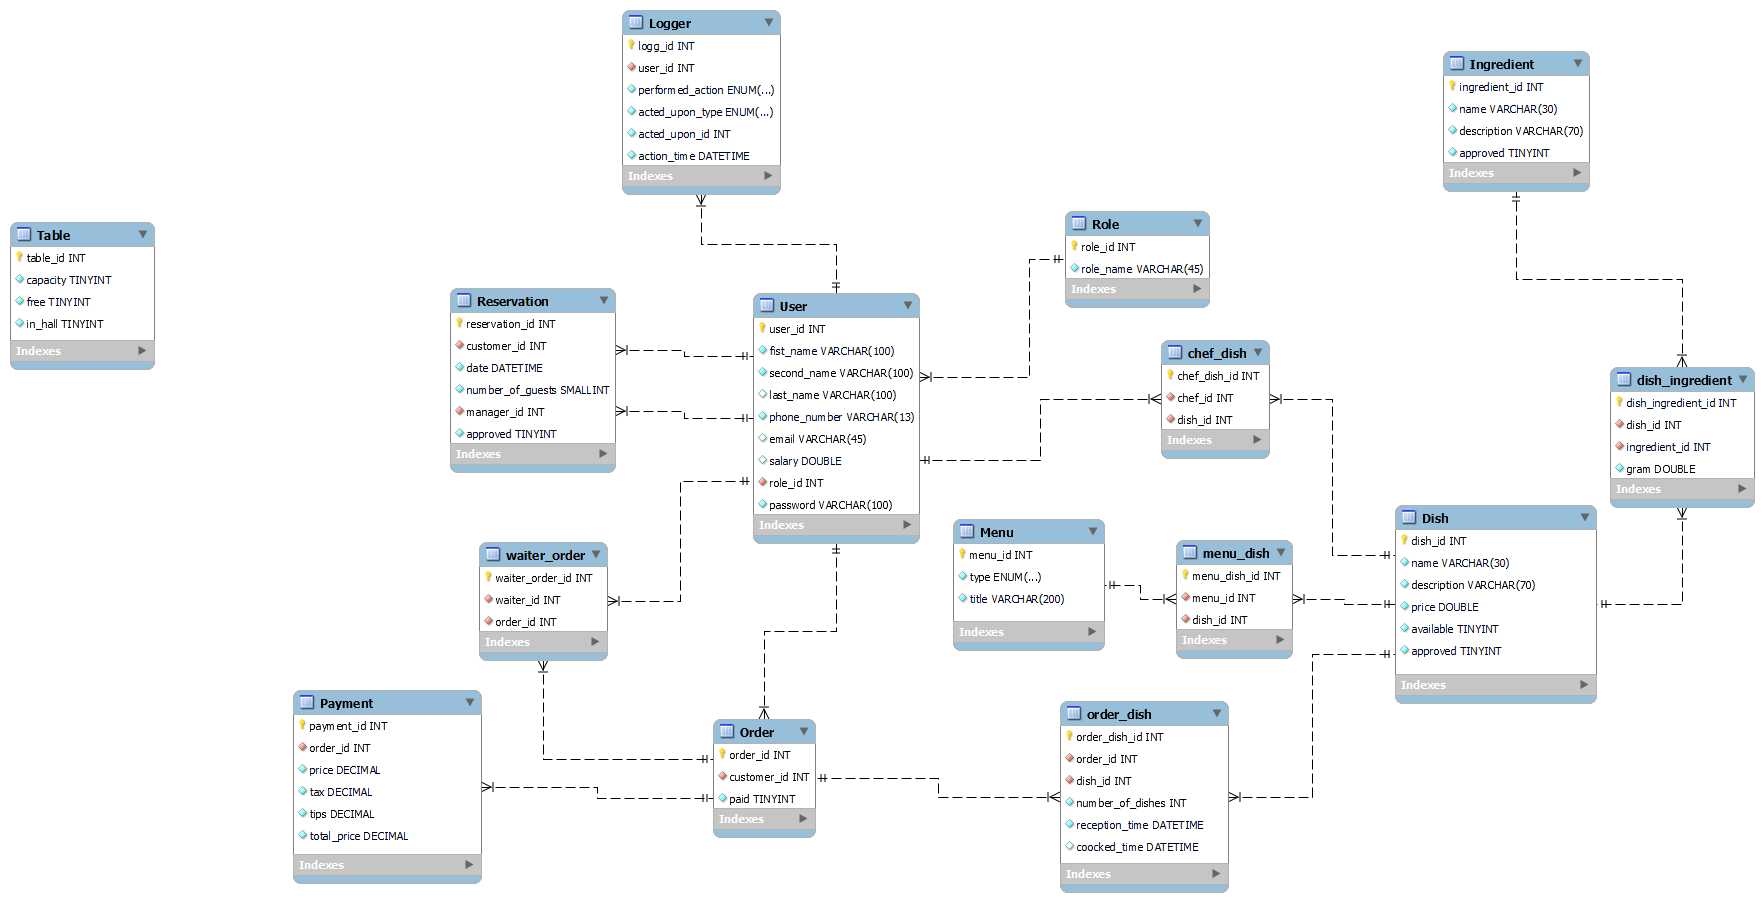 Logger
logg_id INT
user_id INT
performed_action ENUM(...)
acted_upon_type ENUM(...)
acted_upon_id INT
action_time DATETIME
Indexes
Ingredient
ingredient_id INT
name VARCHAR(30)
description VARCHAR(70)
approved TINYINT
Indexes
Table
table_id INT
capacity TINYINT
free TINYINT
in_hall TINYINT
Indexes
Role
role_id INT
role_name VARCHAR(45)
Indexes
Reservation
reservation_id INT
customer_id INT
date DATETIME
number_of_guests SMALLINT
manager_id INT
approved TINYINT
Indexes
User
user_id INT
fist_name VARCHAR(100)
second_name VARCHAR(100)
last_name VARCHAR(100)
phone_number VARCHAR(13)
email VARCHAR(45)
salary DOUBLE
role_id INT
password VARCHAR(100)
Indexes
chef_dish
chef_dish_id INT
chef_id INT
dish_id INT
Indexes
dish_ingredient
dish_ingredient_id INT
dish_id INT
ingredient_id INT
gram DOUBLE
Indexes
Menu
menu_id INT
type ENUM(...)
title VARCHAR(200)
Indexes
menu_dish
menu_dish_id INT
menu_id INT
dish_id INT
Indexes
Dish
dish_id INT
name VARCHAR(30)
description VARCHAR(70)
price DOUBLE
available TINYINT
approved TINYINT
Indexes
waiter_order
waiter_order_id INT
waiter_id INT
order_id INT
Indexes
Payment
payment_id INT
order_id INT
price DECIMAL
tax DECIMAL
tips DECIMAL
total_price DECIMAL
Indexes
Order
order_id INT
customer_id INT
paid TINYINT
Indexes
order_dish
order_dish_id INT
order_id INT
dish_id INT
number_of_dishes INT
reception_time DATETIME
coocked_time DATETIME
Indexes